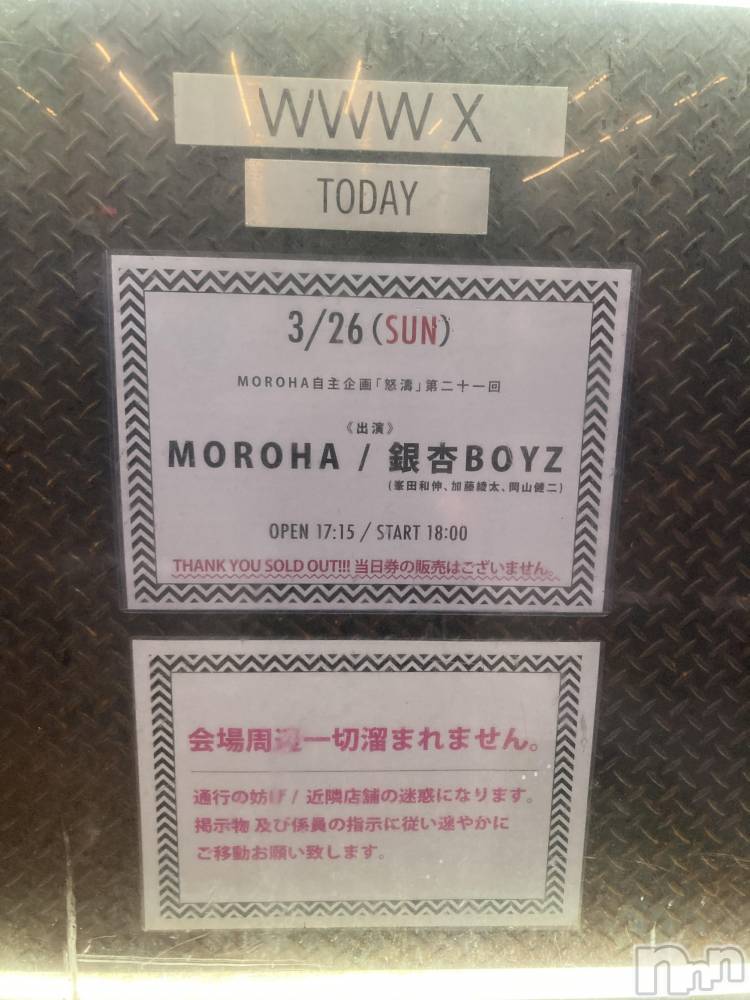 WWW X
TODAY
3/26(SUN)
MOROHA自主企画「怒濤」第二十一回
《出演》
MOROHA / 銀杏BOYZ
(峯田和伸、加藤綾太、岡山健二)
OPEN 17:15 / START 18:00
THANK YOU SOLD OUT!!! 当日券の販売はございません。
会場周辺一切溜まれません。
通行の妨げ / 近隣店舗の迷惑になります。
掲示物 及び係員の指示に従い速やかに
ご移動お願い致します。
nnn